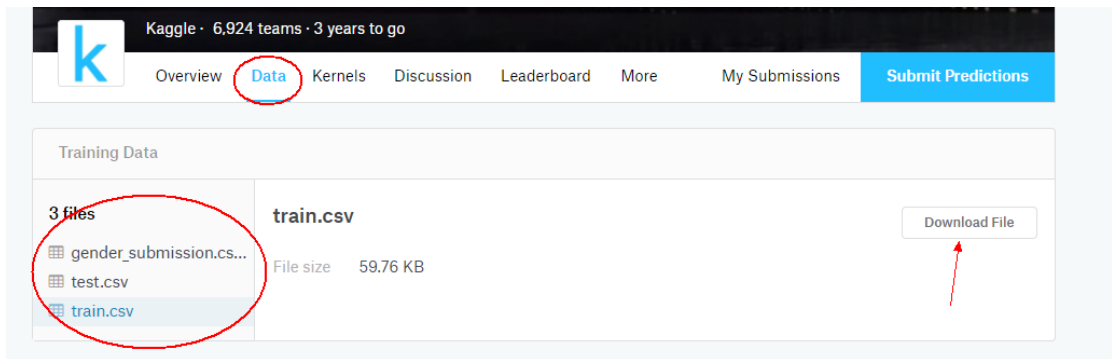 k
Kaggle · 6,924 teams · 3 years to go
Overview Data Kernels Discussion Leaderboard More My Submissions Submit Predictions
Training Data
3 files
gender_submission.cs...
test.csv
train.csv
train.csv
Download File
File size 59.76 KB